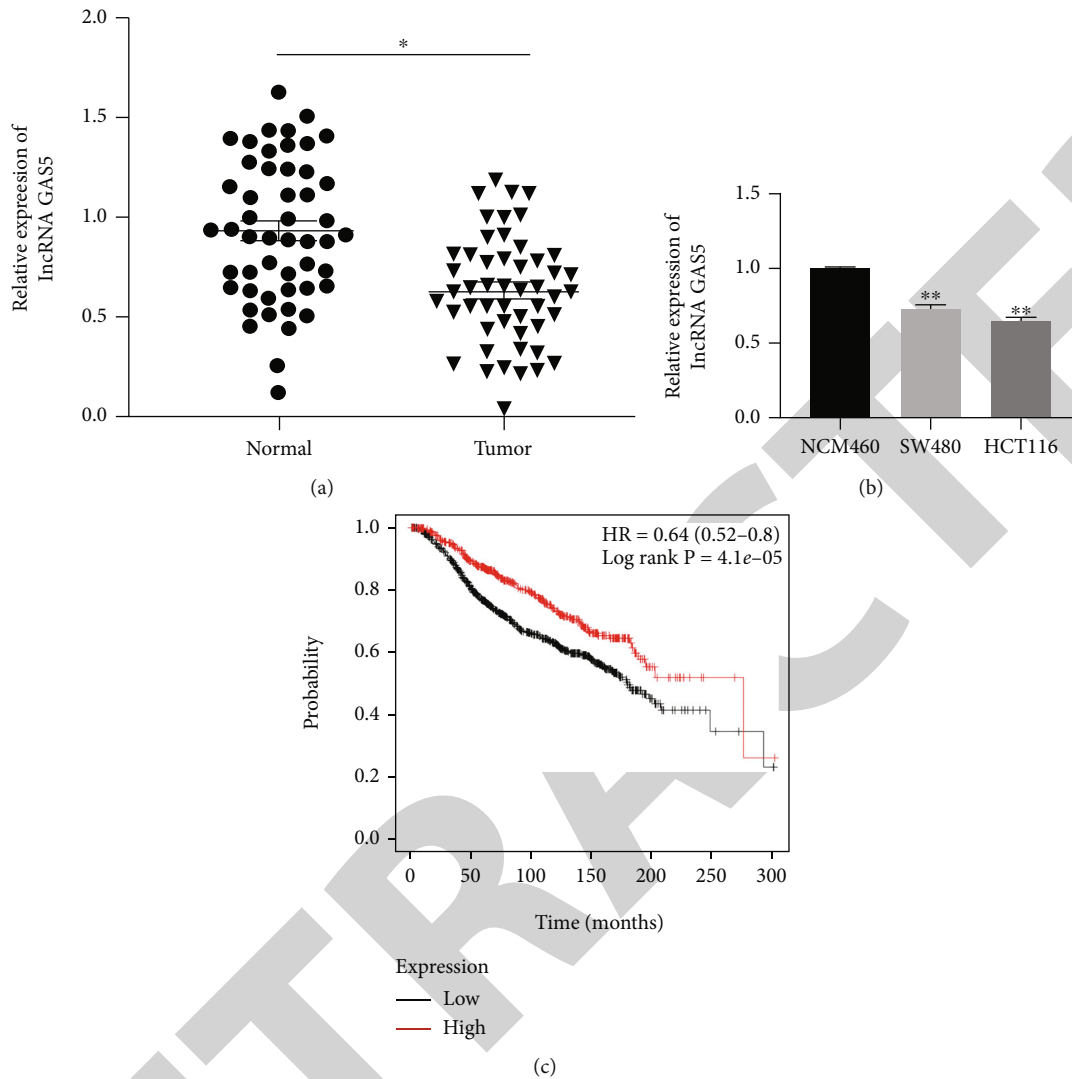 2.0
*
1.5
1.0
0.5
0.0
Relative expreesion of
lncRNA GAS5
Normal
Tumor
(a)
1.5
1.0
0.5
0.0
**
**
Relative expression of
lncRNA GAS5
NCM460
SW480
HCT116
(b)
1.0
0.8
0.6
0.4
0.2
0.0
Probability
HR = 0.64 (0.52–0.8)
Log rank P = 4.1e–05
0
50
100
150
200
250
300
Time (months)
Expression
Low
High
(c)